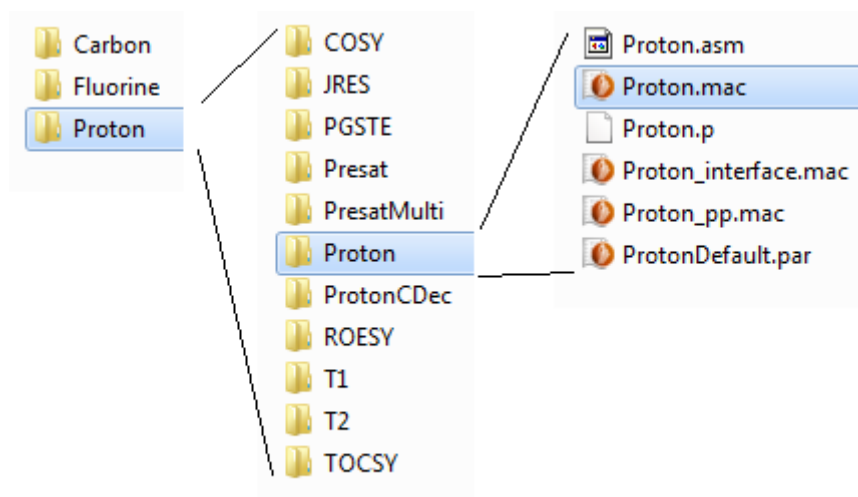 Carbon
Fluorine
Proton
COSY
JRES
PGSTE
Presat
PresatMulti
Proton
ProtonCDec
ROESY
T1
T2
TOCSY
Proton.asm
Proton.mac
Proton.p
Proton_interface.mac
Proton_pp.mac
ProtonDefault.par